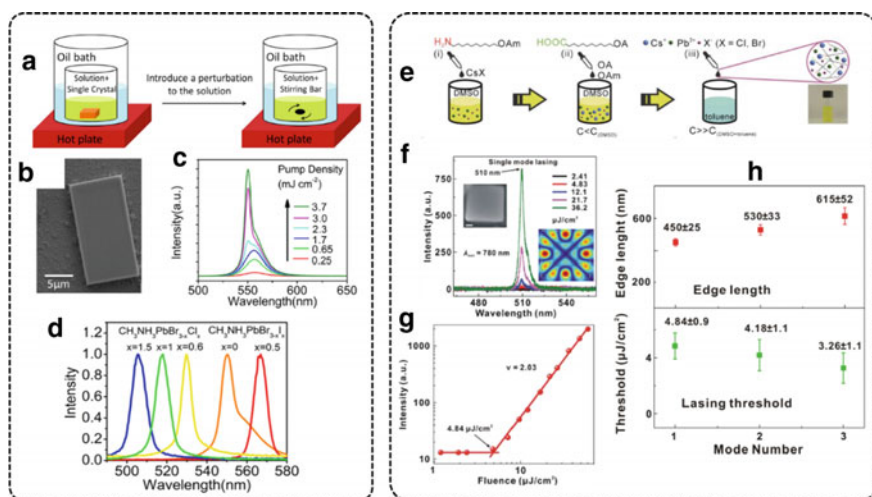 a
Oil bath
Solution+
Single Crystal
Hot plate
Introduce a perturbation
to the solution
Oil bath
Solution+
Stirring Bar
Hot plate
b
5μm
c
Intensity(a.u.)
Pump Density
(mJ cm⁻²)
3.7
3.0
2.3
1.7
0.65
0.25
500 550 600 650
Wavelength(nm)
d
Intensity
1.0
0.8
0.6
0.4
0.2
0.0
CH₃NH₃PbBr₃₋ₓClₓ
x=1.5 x=1 x=0.6
CH₃NH₃PbBr₃₋ₓIₓ
x=0 x=0.5
500 520 540 560 580
Wavelength(nm)
e
H₂N OAm
(i)
CsX
DMSO
HOOC OA
(ii)
OA
OAm
DMSO
C<C(DMSO)
Cs⁺ Pb²⁺ + X⁻ (X = Cl, Br)
(iii)
toluene
C>>C(DMSO+toluene)
f
Intensity (a.u.)
750
500
250
0
Single mode lasing
510 nm
2.41
4.83
12.1
21.7
36.2
μJ/cm²
= 780 nm
480 510 540
Wavelength (nm)
g
Intensity (a.u.)
1000
100
10
ν = 2.03
4.84 μJ/cm²
10
Fluence (μJ/cm²)
h
Edge lenght (nm)
600
400
450±25
530±33
615±52
Edge length
Threshold (μJ/cm²)
4
0
4.84±0.9
4.18±1.1
3.26±1.1
Lasing threshold
1 2 3
Mode Number